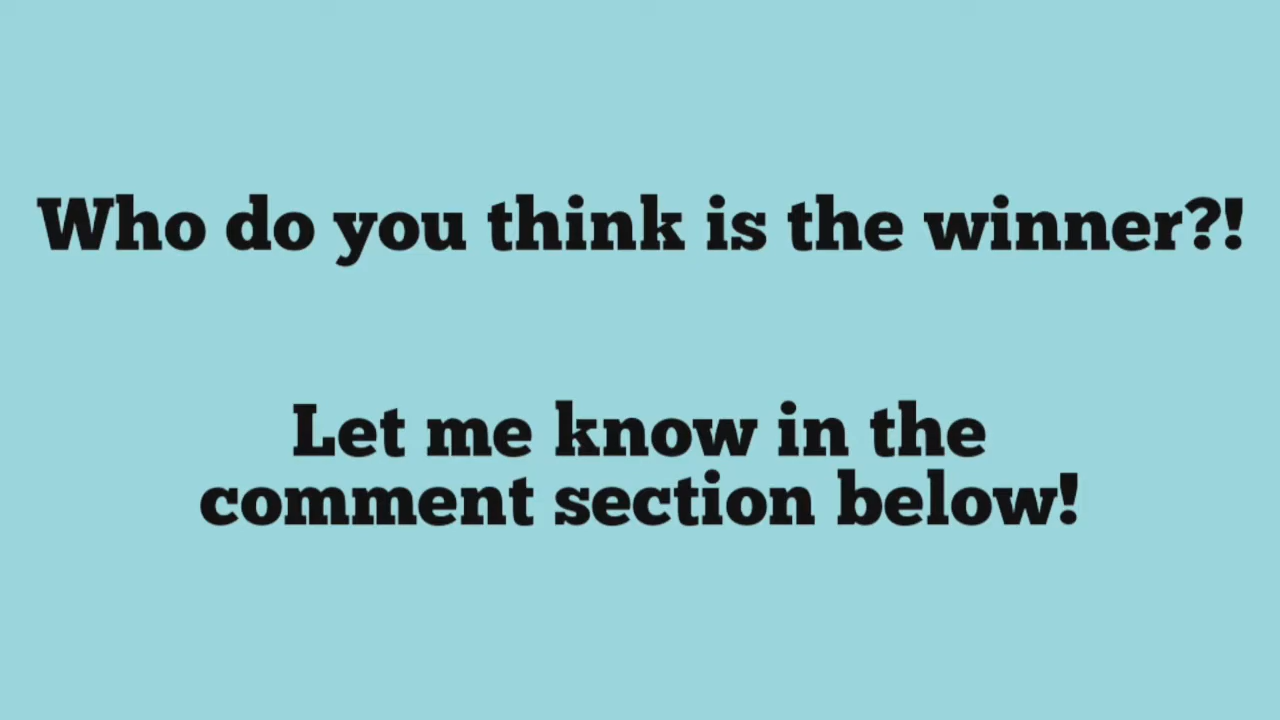 Who do you think is the winner?!
Let me know in the
comment section below!